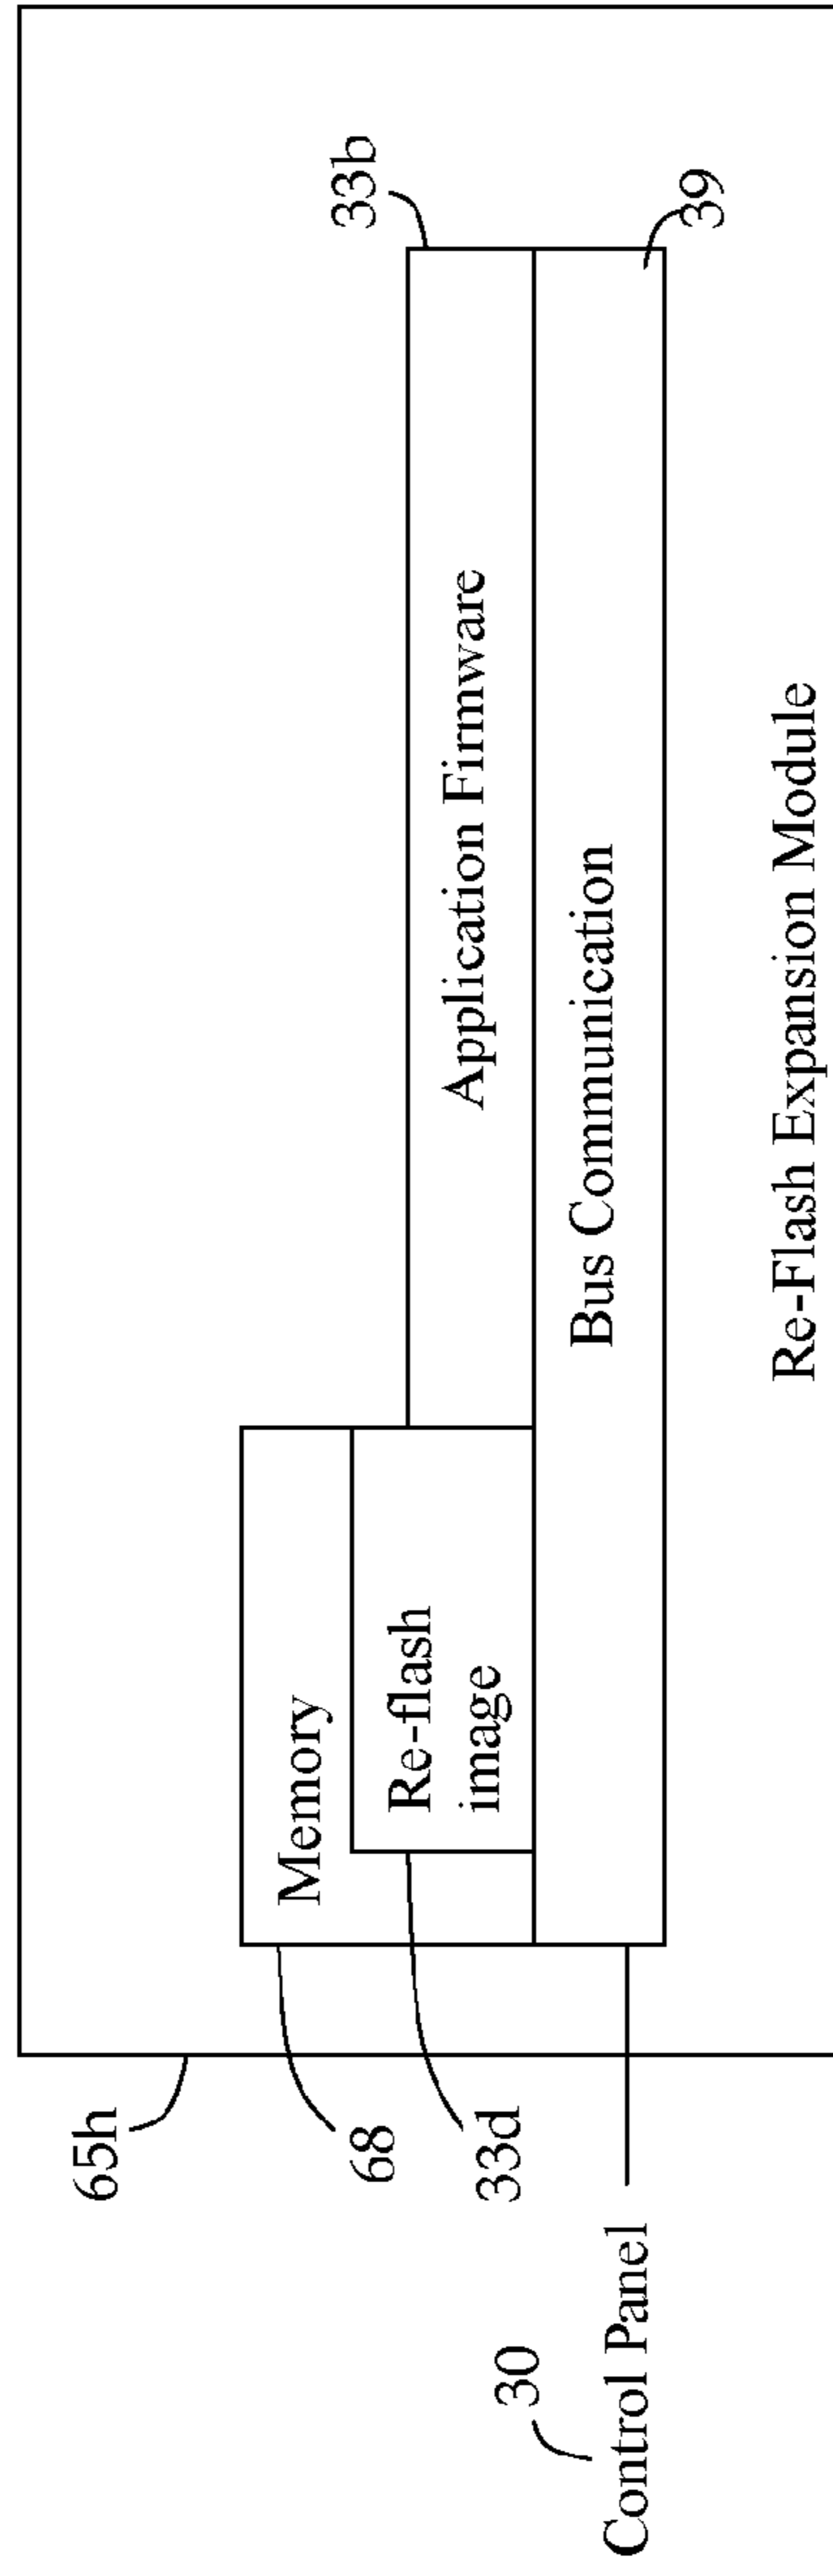 65h
68
33d
30
Control Panel
Memory
Re-flash
image
33b
Application Firmware
Bus Communication
39
Re-Flash Expansion Module